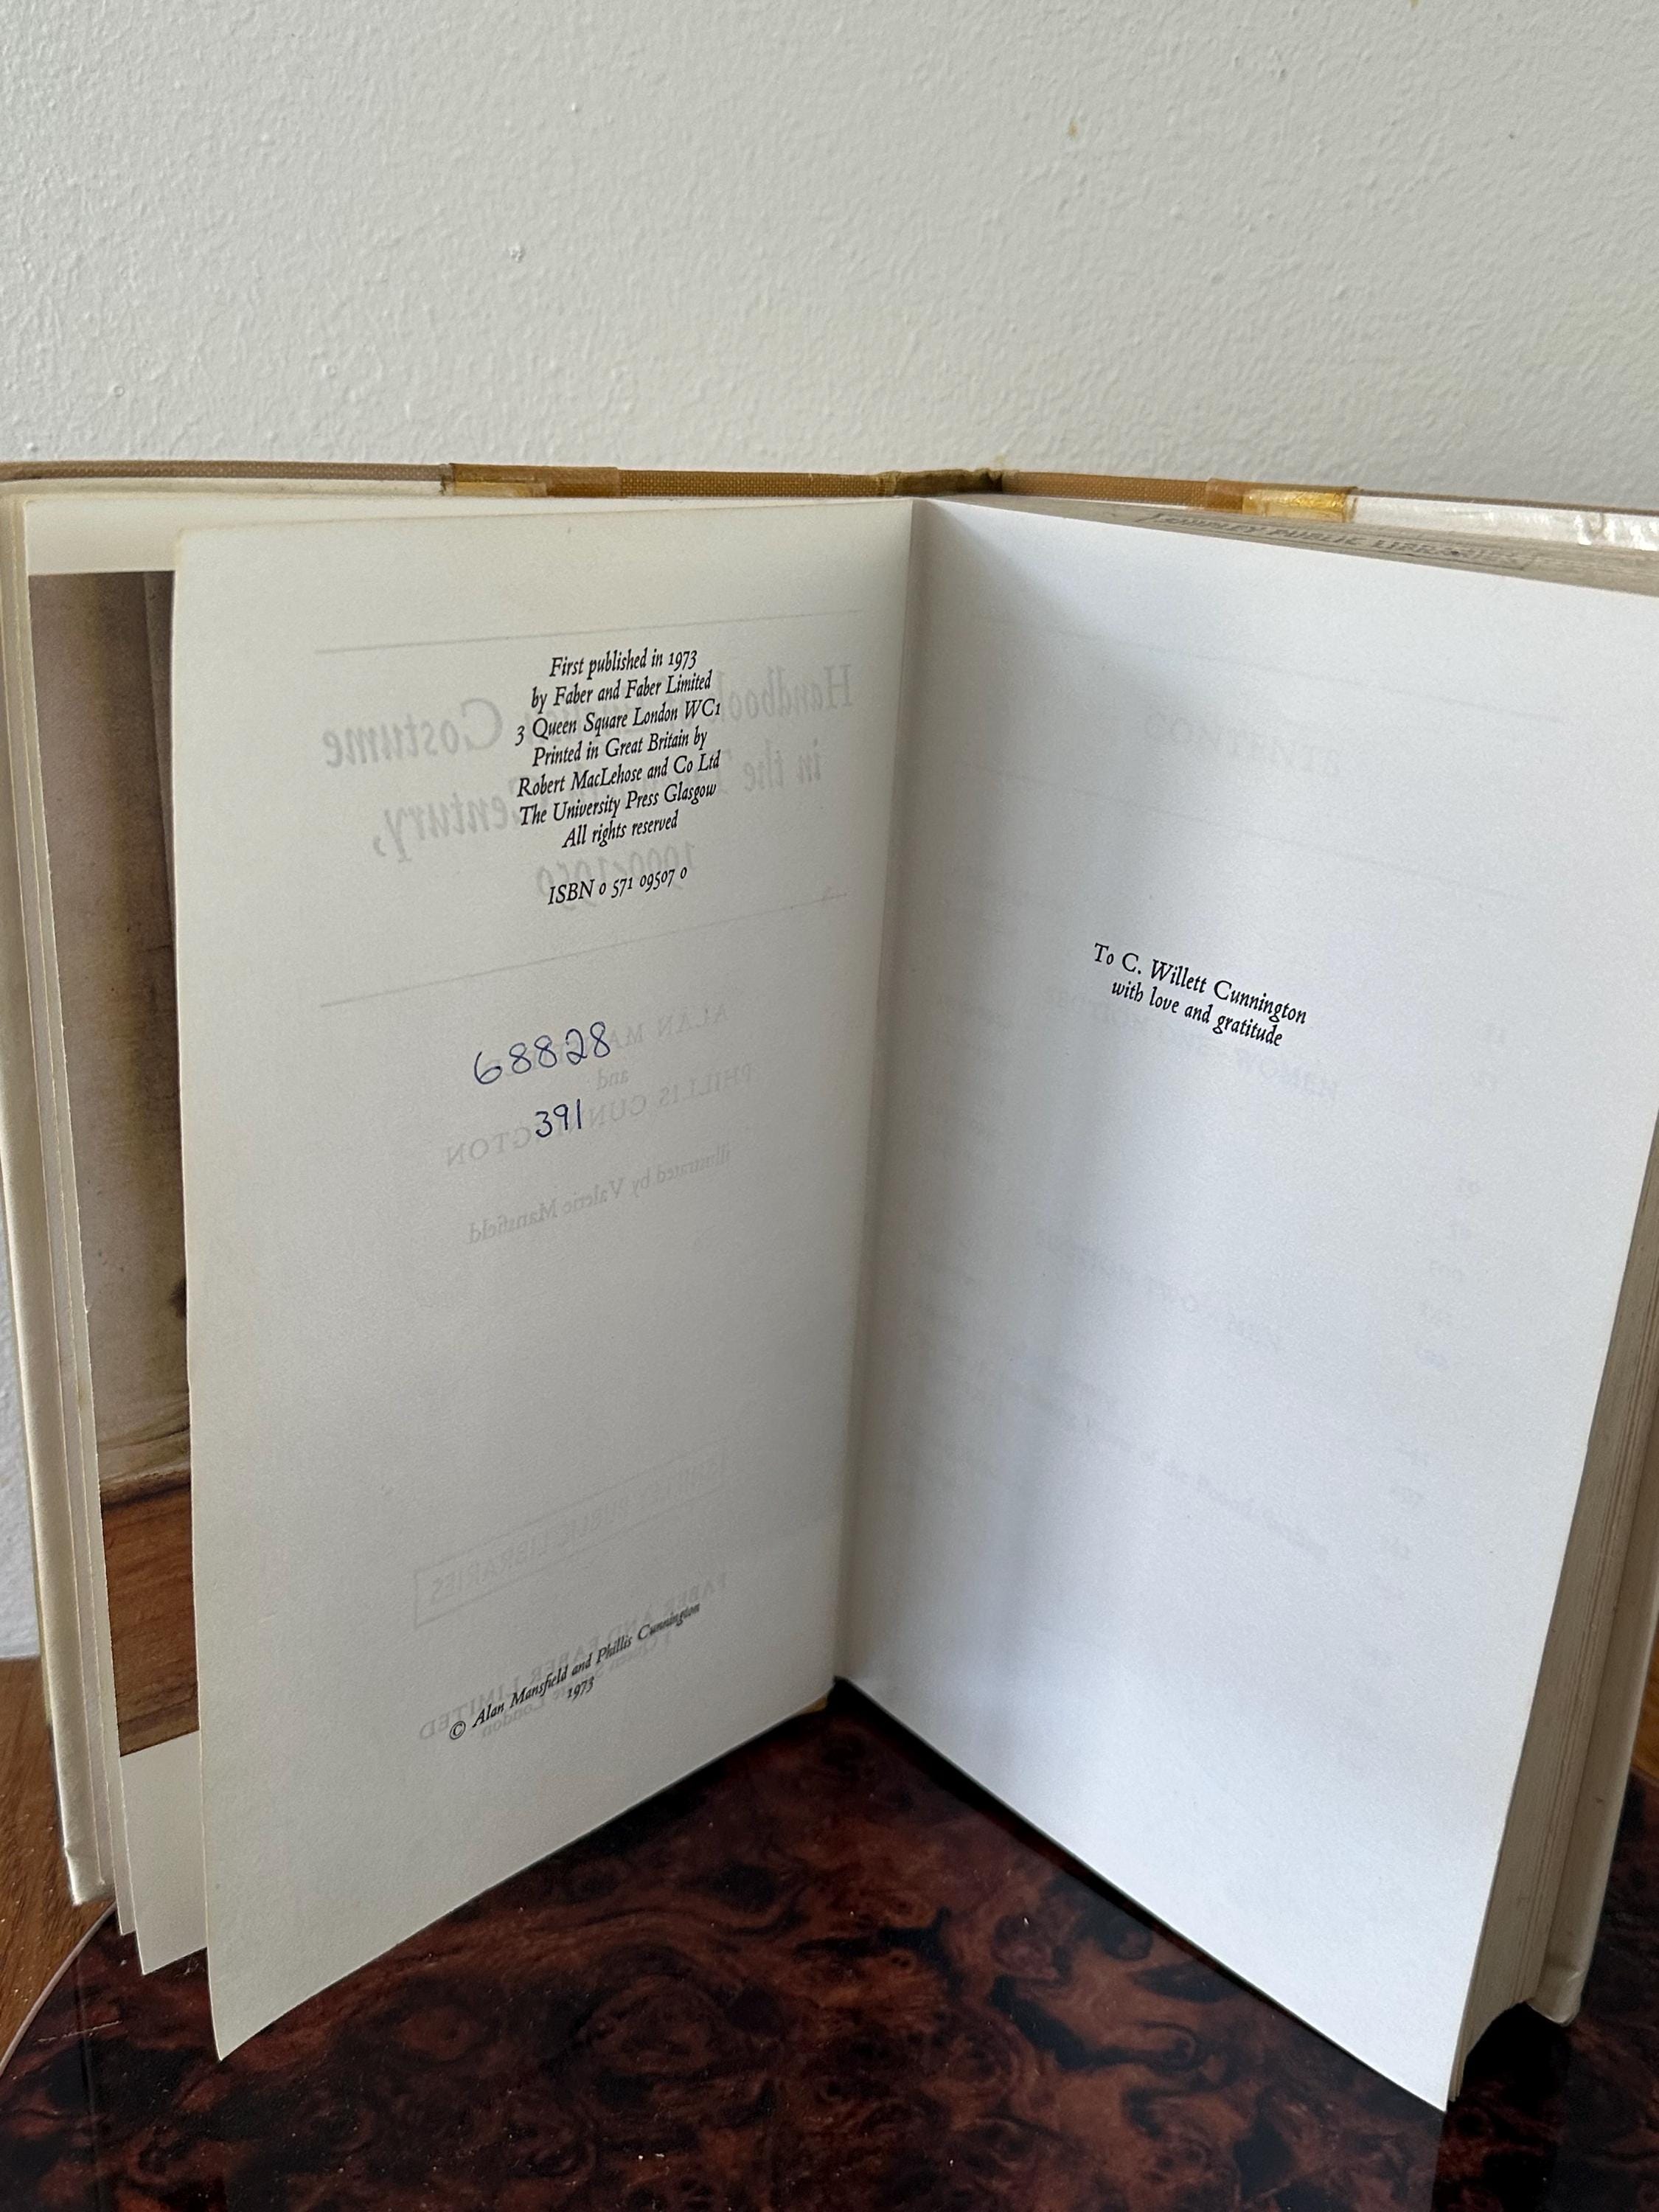 First published in 1973
by Faber and Faber Limited
3 Queen Square London WC1
Printed in Great Britain by
Robert MacLehose and Co Ltd
The University Press Glasgow
All rights reserved
ISBN 0 571 09507 0
68828
391
© Alan Mansfield and Phillis Cunnington
1973
PUBLIC LIBRARIES
To C. Willett Cunnington
with love and gratitude